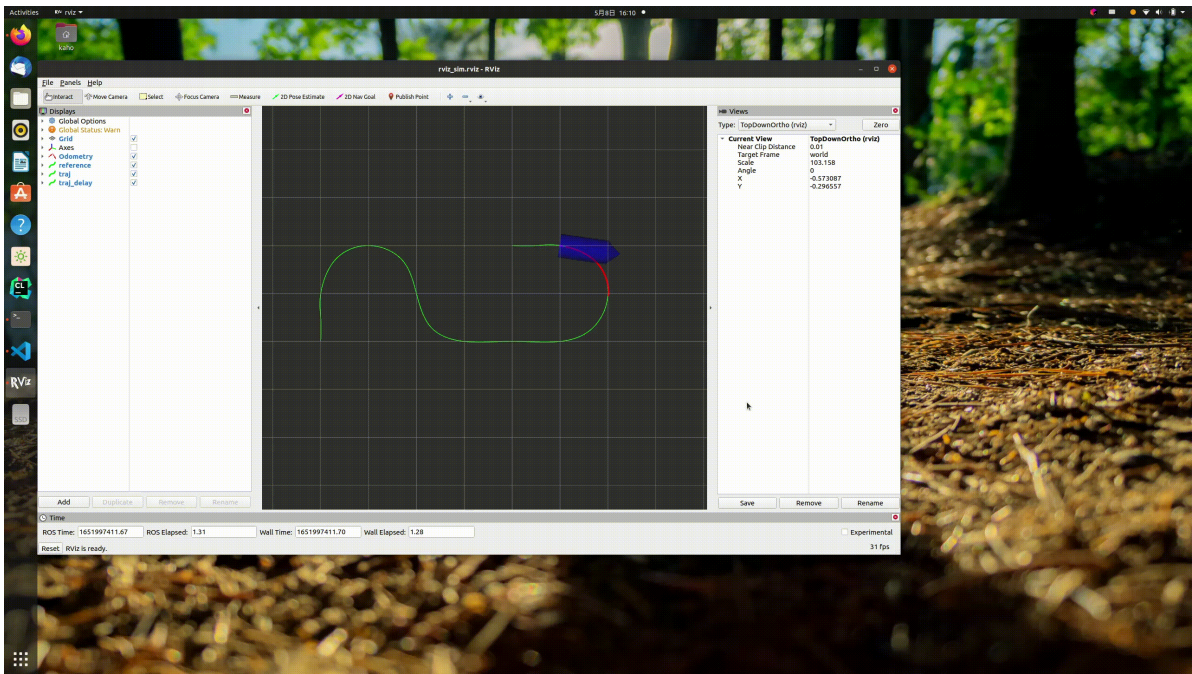 Activities
rviz
5月8日 16:10
kaho
rviz_sim.rviz - RViz
File Panels Help
Interact Move Camera Select Focus Camera Measure 2D Pose Estimate 2D Nav Goal Publish Point
Displays
Global Options
Global Status: Warn
Grid
Axes
Odometry
reference
traj
traj_delay
Add Duplicate Remove Rename
Views
Type: TopDownOrtho (rviz) Zero
Current View TopDownOrtho (rviz)
Near Clip Distance 0.01
Target Frame world
Scale 103.158
Angle 0
X -0.573087
Y -0.296557
Save Remove Rename
Time
ROS Time: 1651997411.67 ROS Elapsed: 1.31 Wall Time: 1651997411.70 Wall Elapsed: 1.28 Experimental
Reset RViz is ready. 31 fps
CL
RViz
SSD